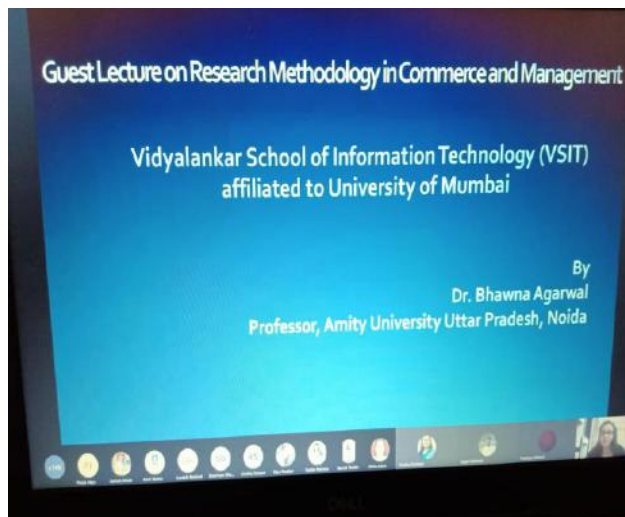 Guest Lecture on Research Methodology in Commerce and Management
Vidyalankar School of Information Technology (VSIT)
affiliated to University of Mumbai
By
Dr. Bhawna Agarwal
Professor, Amity University Uttar Pradesh, Noida
DELL